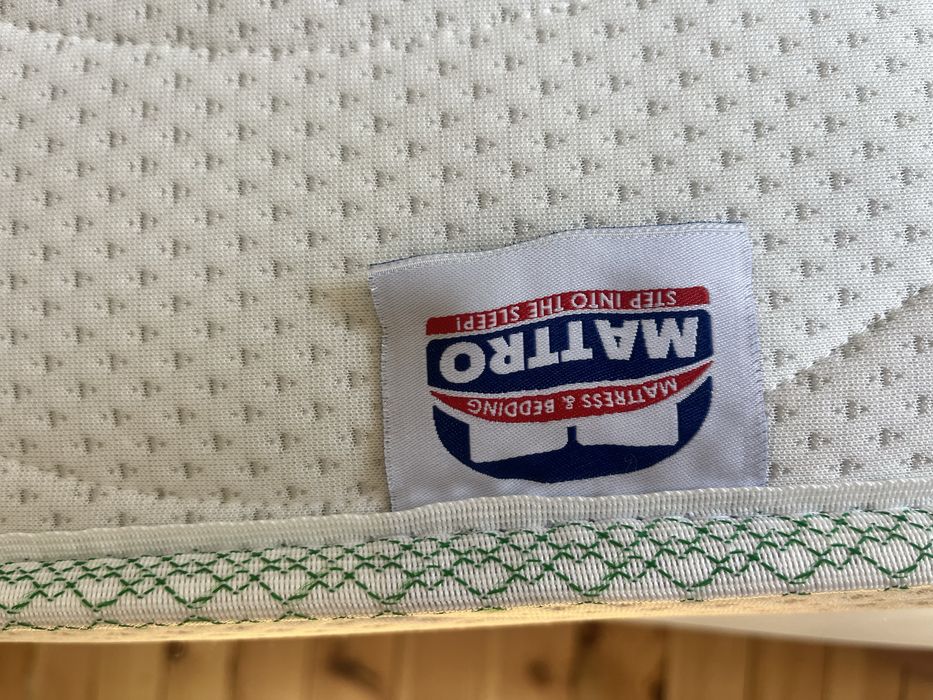 MATTRESS & BEDDING
MATTRO
STEP INTO THE SLEEP!